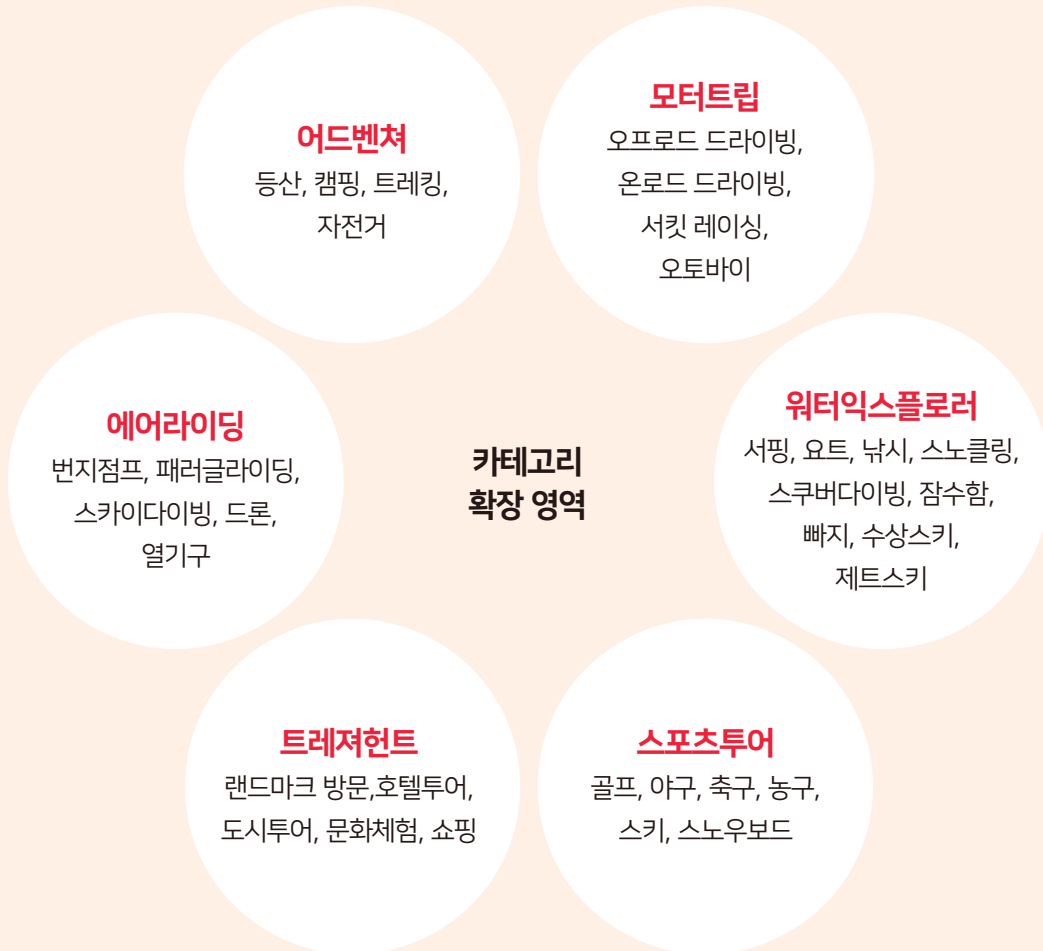 어드벤쳐
등산, 캠핑, 트레킹,
자전거
모터트립
오프로드 드라이빙,
온로드 드라이빙,
서킷 레이싱,
오토바이
에어라이딩
번지점프, 패러글라이딩,
스카이다이빙, 드론,
열기구
카테고리
확장 영역
워터익스플로러
서핑, 요트, 낚시, 스노클링,
스쿠버다이빙, 잠수함,
빠지, 수상스키,
제트스키
트레져헌트
랜드마크 방문,호텔투어,
도시투어, 문화체험, 쇼핑
스포츠투어
골프, 야구, 축구, 농구,
스키, 스노우보드